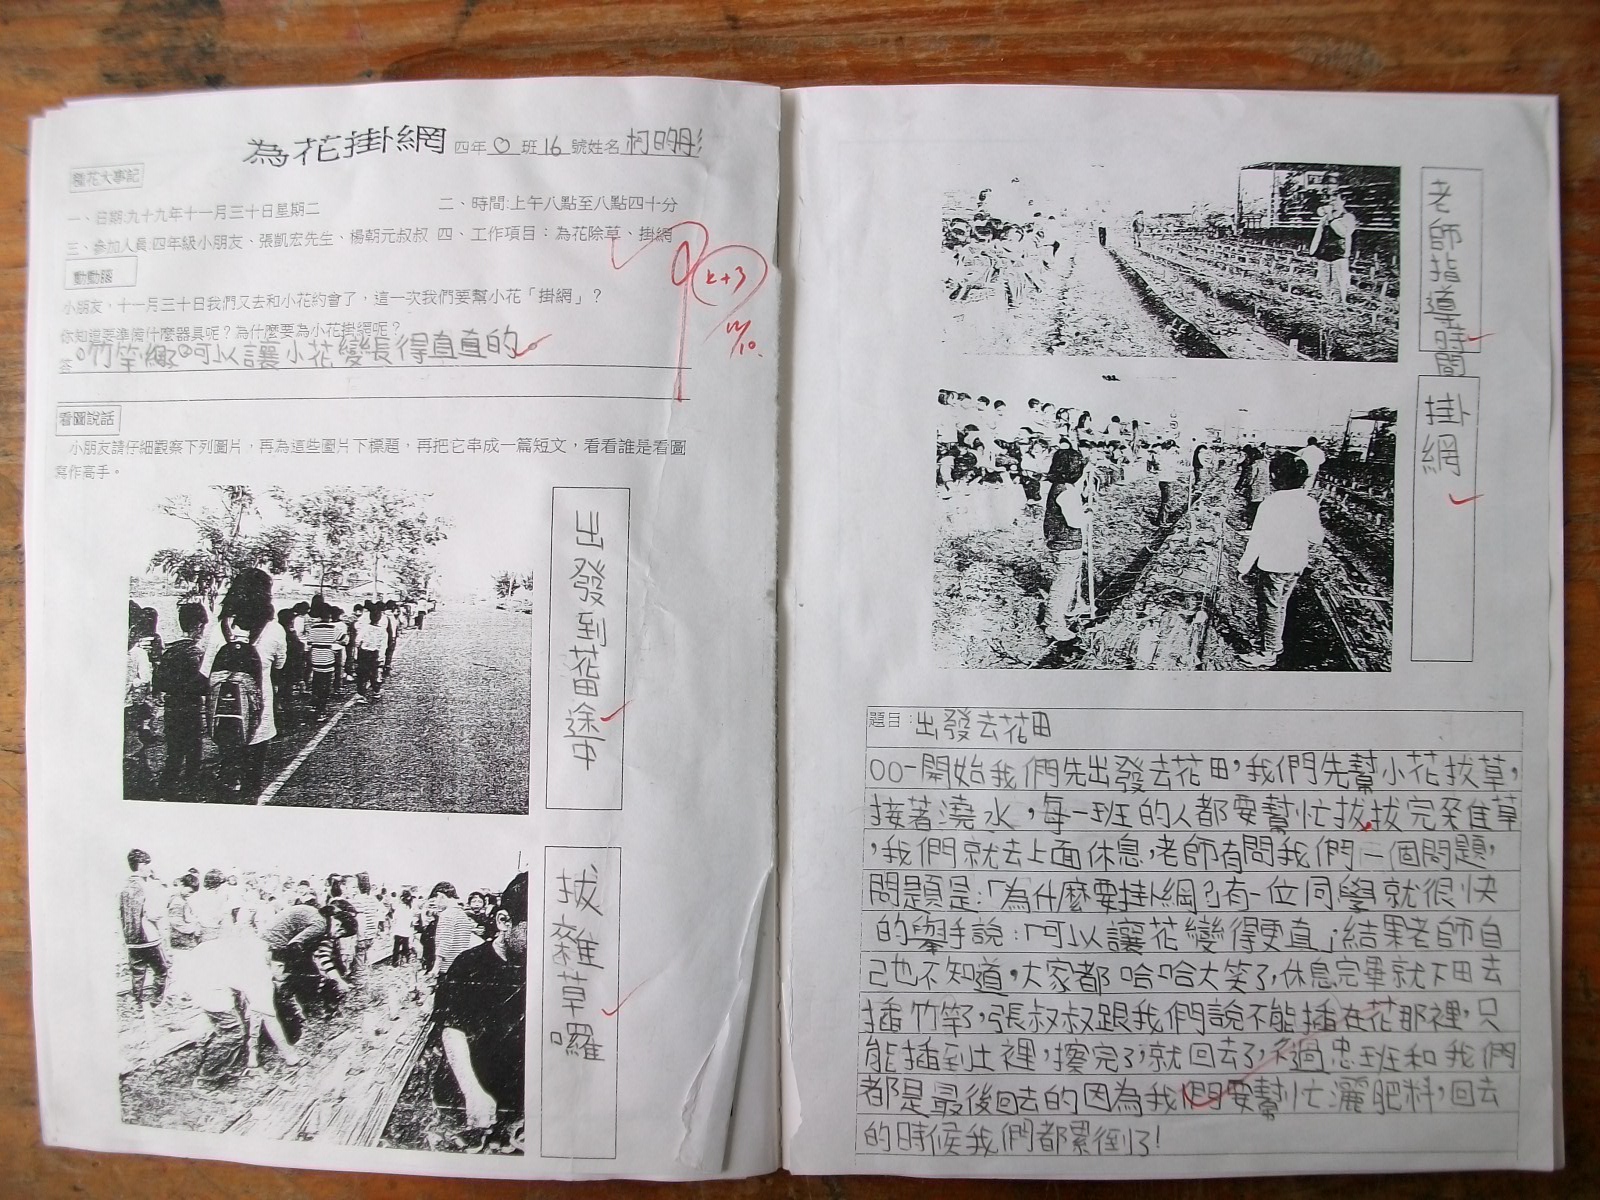 為花掛網 四年 ♡ 班 16 號姓名 柯昀彤
種花大事記
一、日期:九十九年十一月三十日星期二 二、時間:上午八點至八點四十分
三、參加人員:四年級小朋友、張凱宏先生、楊朝元叔叔 四、工作項目：為花除草、掛網
動動腦
小朋友，十一月三十日我們又去和小花約會了，這一次我們要幫小花「掛網」？
你知道要準備什麼器具呢？為什麼要為小花掛網呢？
答 竹竿、網子 可以讓小花變長得直直的
看圖說話
小朋友請仔細觀察下列圖片，再為這些圖片下標題，再把它串成一篇短文，看看誰是看圖
寫作高手。
出發到花田途中
拔雜草囉
老師指導時間
掛網
題目：出發去花田
00一開始我們先出發去花田，我們先幫小花拔草，
接著澆水，每一班的人都要幫忙拔，拔完雜草
，我們就去上面休息，老師有問我們一個問題，
問題是：「為什麼要掛網？」有一位同學就很快
的舉手說：「可以讓花變得更直」結果老師自
己也不知道，大家都哈哈大笑了，休息完畢就下田去
插竹竿了，張叔叔跟我們說不能插在花那裡，只
能插到土裡，擦完了，就回去了，不過忠班和我們
都是最後回去的因為我們要幫忙灑肥料，回去
的時候我們都累倒了！